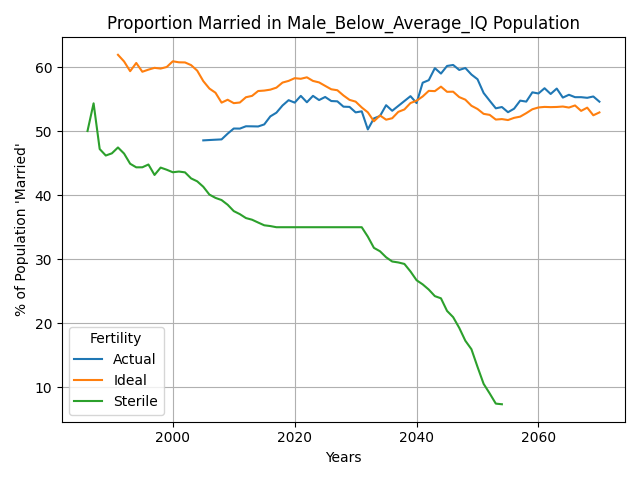 Proportion Married in Male_Below_Average_IQ Population
% of Population 'Married'
60
50
40
30
20
10
Fertility
Actual
Ideal
Sterile
2000 2020 2040 2060
Years